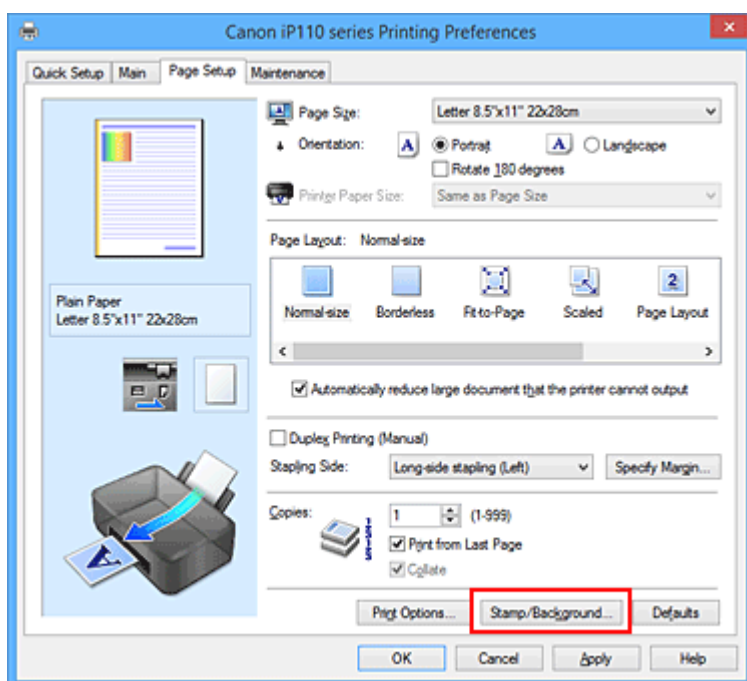 Canon iP110 series Printing Preferences
Quick Setup Main Page Setup Maintenance
Page Size: Letter 8.5"x11" 22x28cm
Orientation: A Portrait A Landscape
Rotate 180 degrees
Printer Paper Size: Same as Page Size
Page Layout: Normal-size
2
Normal-size Borderless Fit-to-Page Scaled Page Layout
Plain Paper
Letter 8.5"x11" 22x28cm
Automatically reduce large document that the printer cannot output
Duplex Printing (Manual)
Stapling Side: Long-side stapling (Left) Specify Margin...
Copies: 1 (1-999)
Print from Last Page
Collate
A
Print Options... Stamp/Background... Defaults
OK Cancel Apply Help